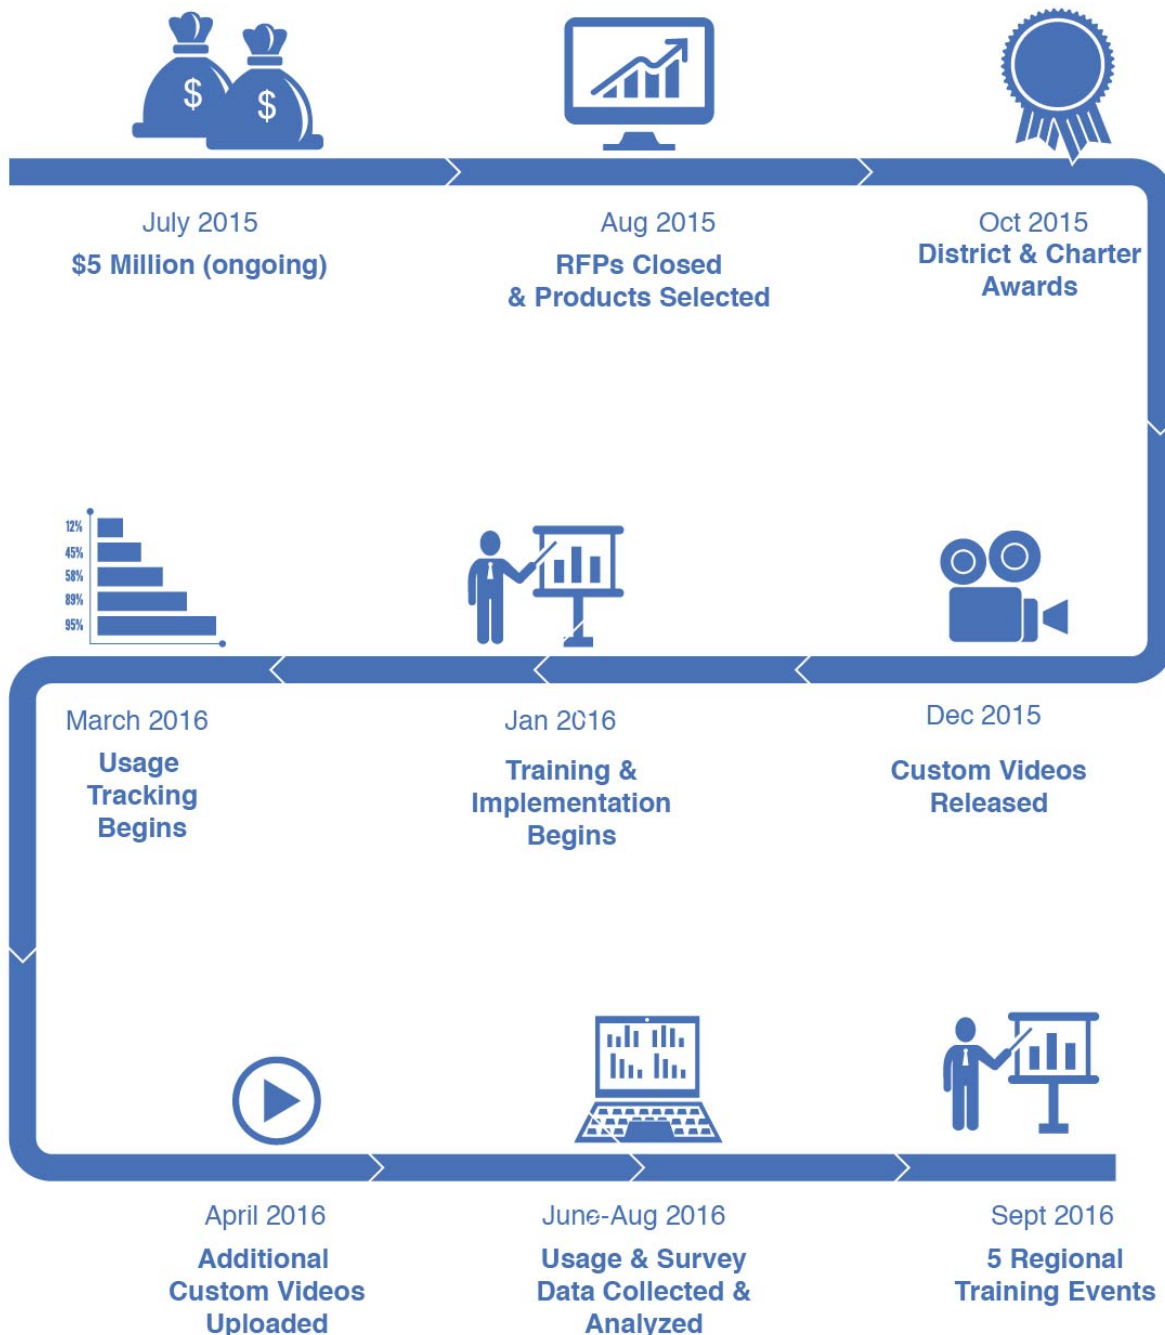 $ $
July 2015
$5 Million (ongoing)
Aug 2015
RFPs Closed
& Products Selected
Oct 2015
District & Charter
Awards
12%
45%
58%
89%
95%
March 2016
Usage
Tracking
Begins
Jan 2016
Training &
Implementation
Begins
Dec 2015
Custom Videos
Released
April 2016
Additional
Custom Videos
Uploaded
June-Aug 2016
Usage & Survey
Data Collected &
Analyzed
Sept 2016
5 Regional
Training Events